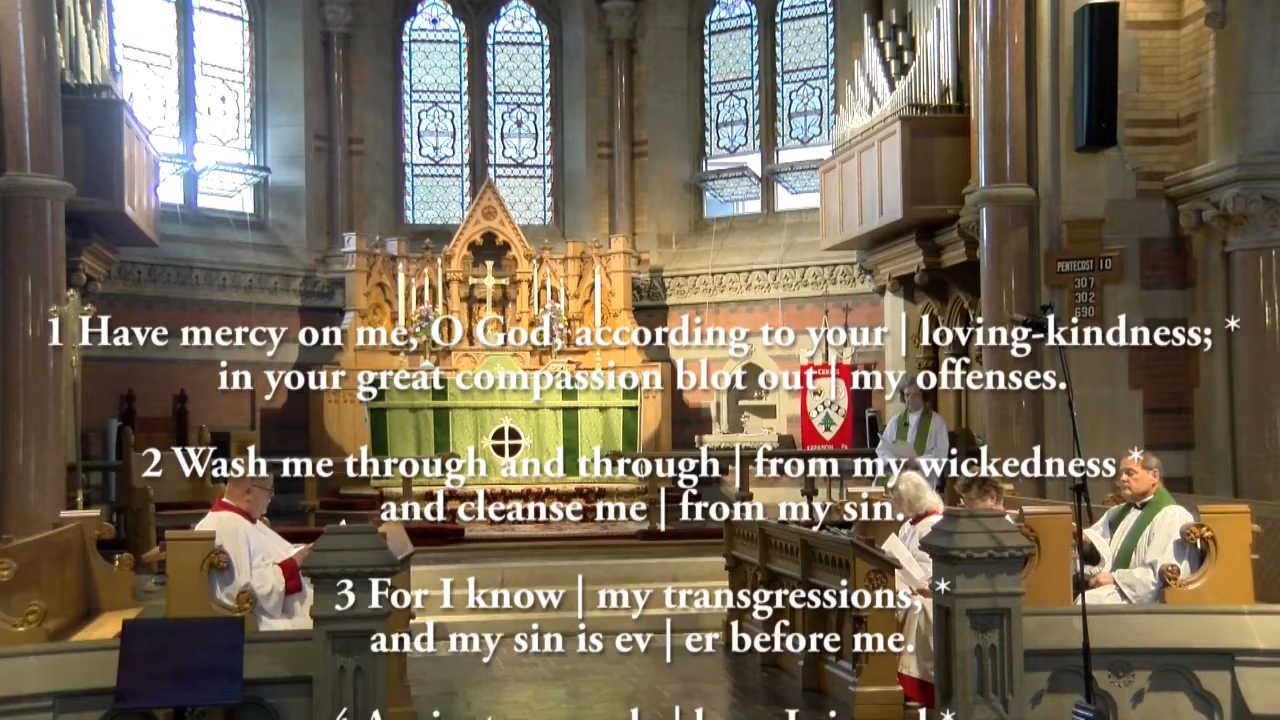 PENTECOST 10
307
302
690
1 Have mercy on me, O God, according to your | loving-kindness; *
in your great compassion blot out | my offenses.
2 Wash me through and through | from my wickedness *
and cleanse me | from my sin.
3 For I know | my transgressions, *
and my sin is ev | er before me.